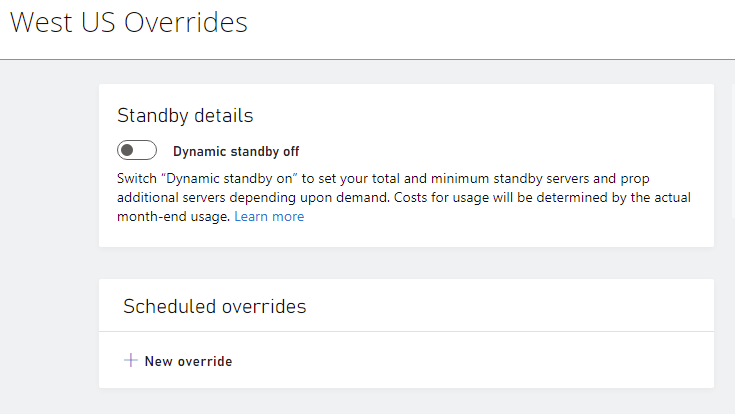 West US Overrides
Standby details
Dynamic standby off
Switch “Dynamic standby on” to set your total and minimum standby servers and prop
additional servers depending upon demand. Costs for usage will be determined by the actual
month-end usage. Learn more
Scheduled overrides
New override